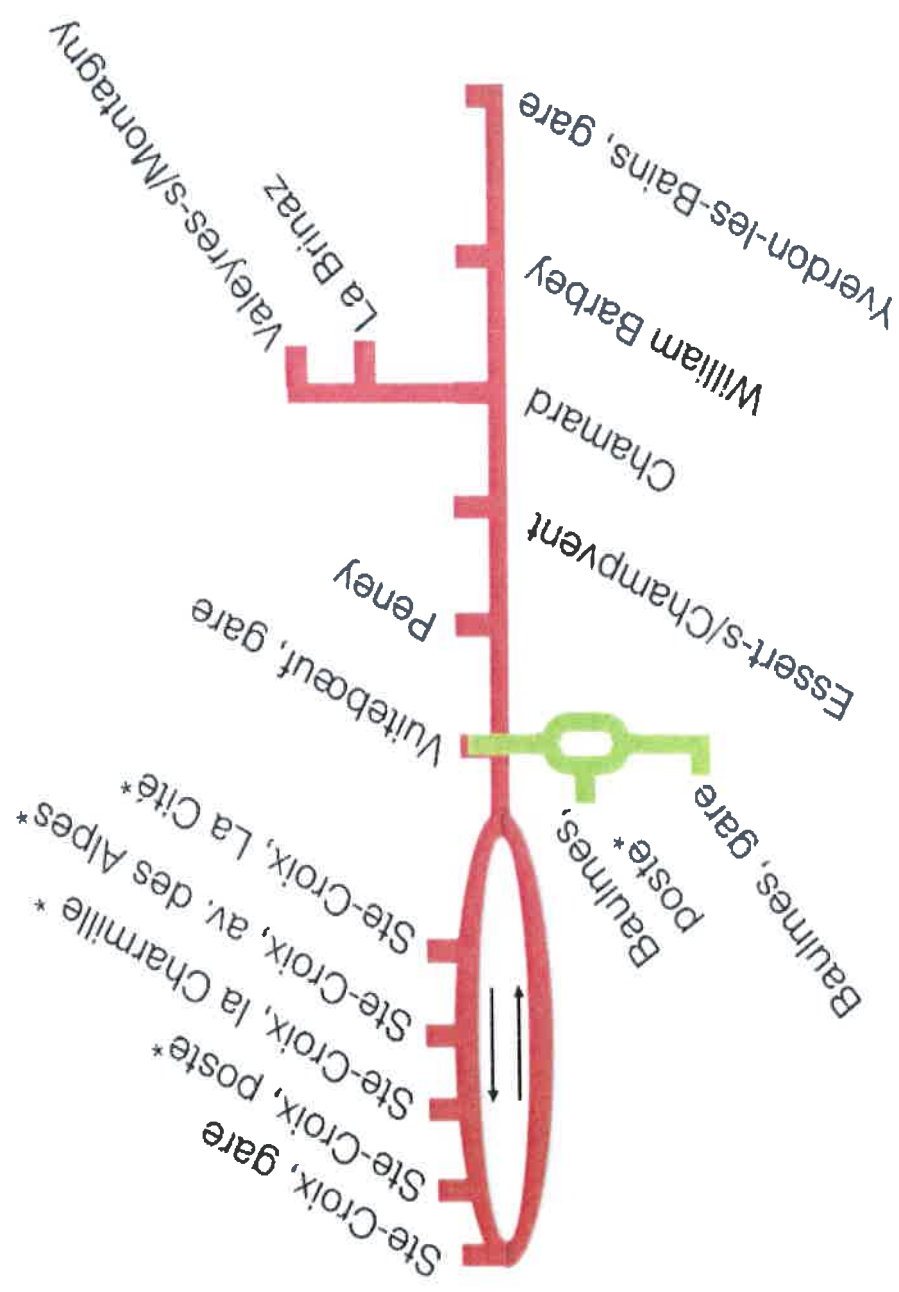 Ste-Croix, gare
Ste-Croix, poste*
Ste-Croix, la Charmille *
Ste-Croix, av. des Alpes*
Ste-Croix, La Cité*
Baulmes, gare
Baulmes,
poste*
Vuitebœuf, gare
Peney
Essert-s/Champvent
Chamard
La Brinaz
Valeyres-s/Montagny
William Barbey
Yverdon-les-Bains, gare